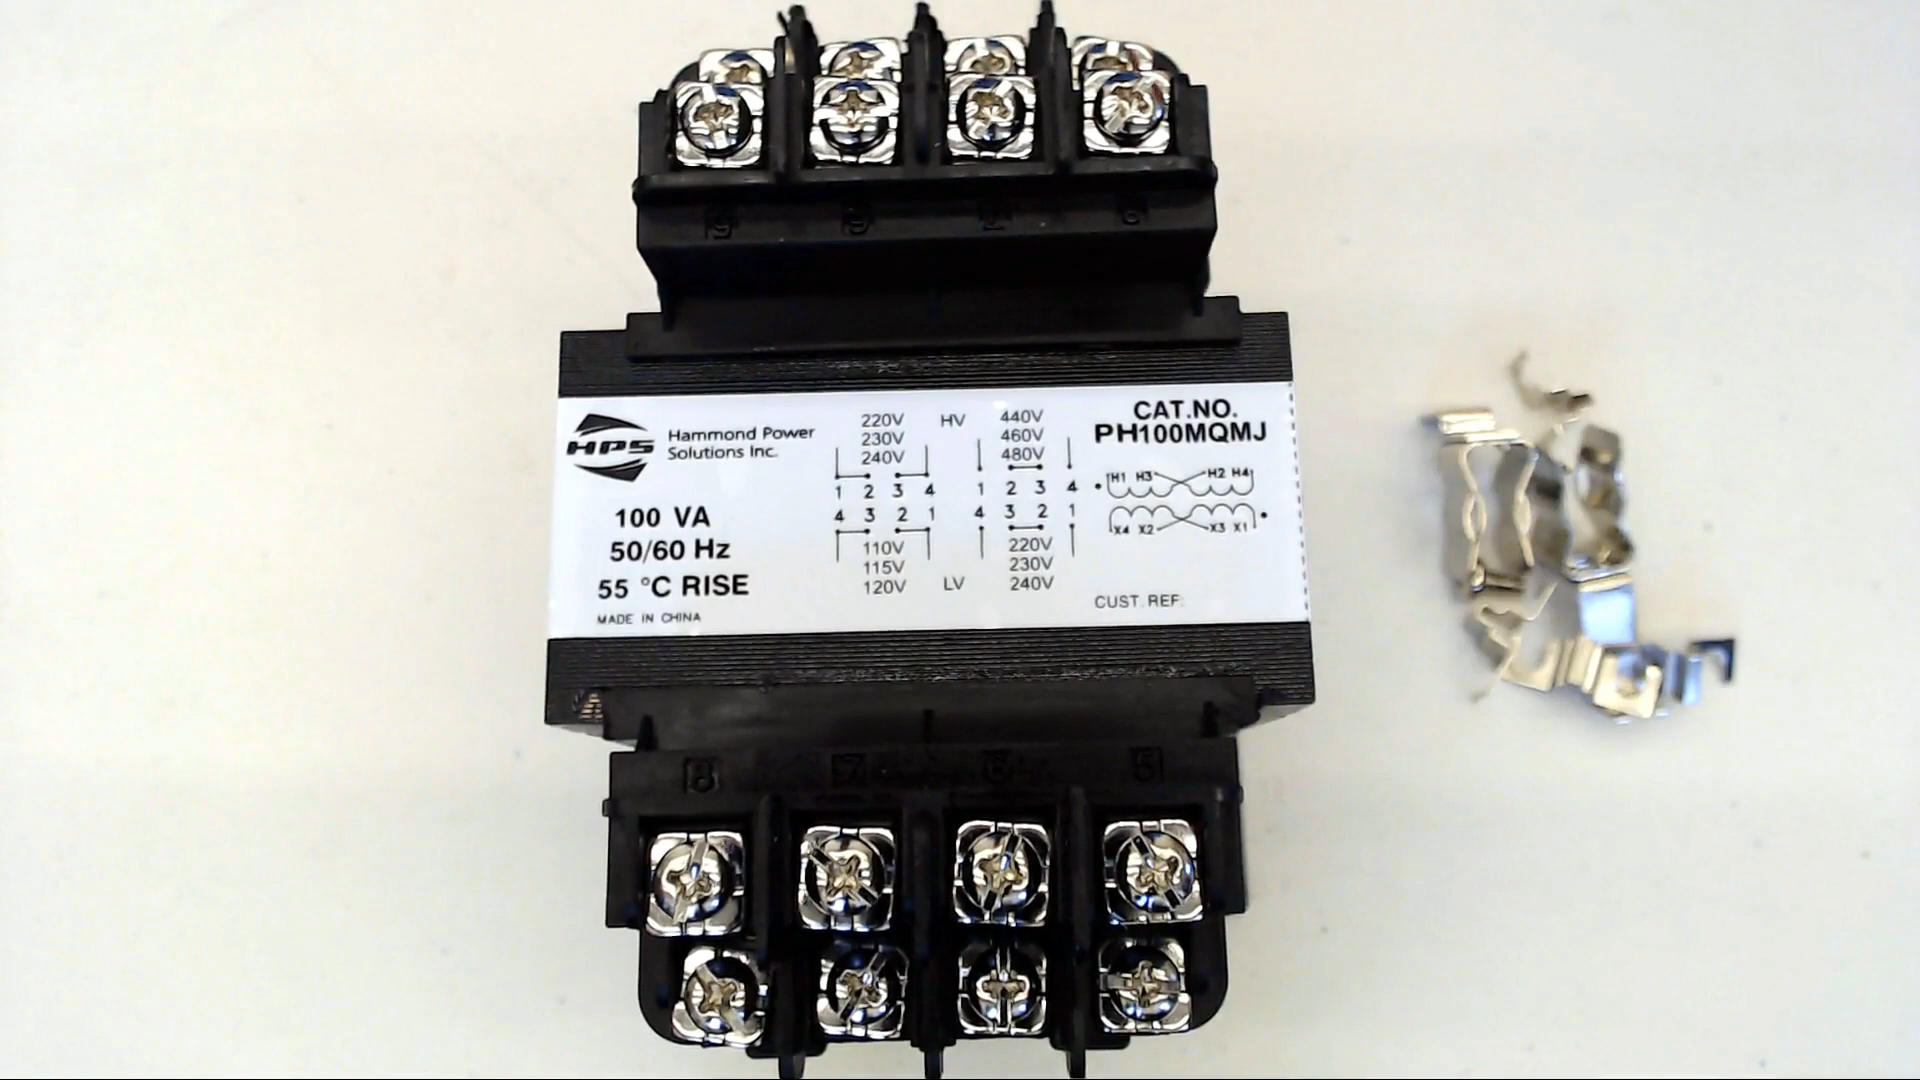 HPS
Hammond Power
Solutions Inc.
100 VA
50/60 Hz
55 °C RISE
MADE IN CHINA
220V HV 440V
230V 460V
240V 480V
1 2 3 4 1 2 3 4
4 3 2 1 4 3 2 1
110V 220V
115V 230V
120V LV 240V
CAT.NO.
PH100MQMJ
H1 H3 H2 H4
X4 X2 X3 X1
CUST. REF:
8 7 6 5